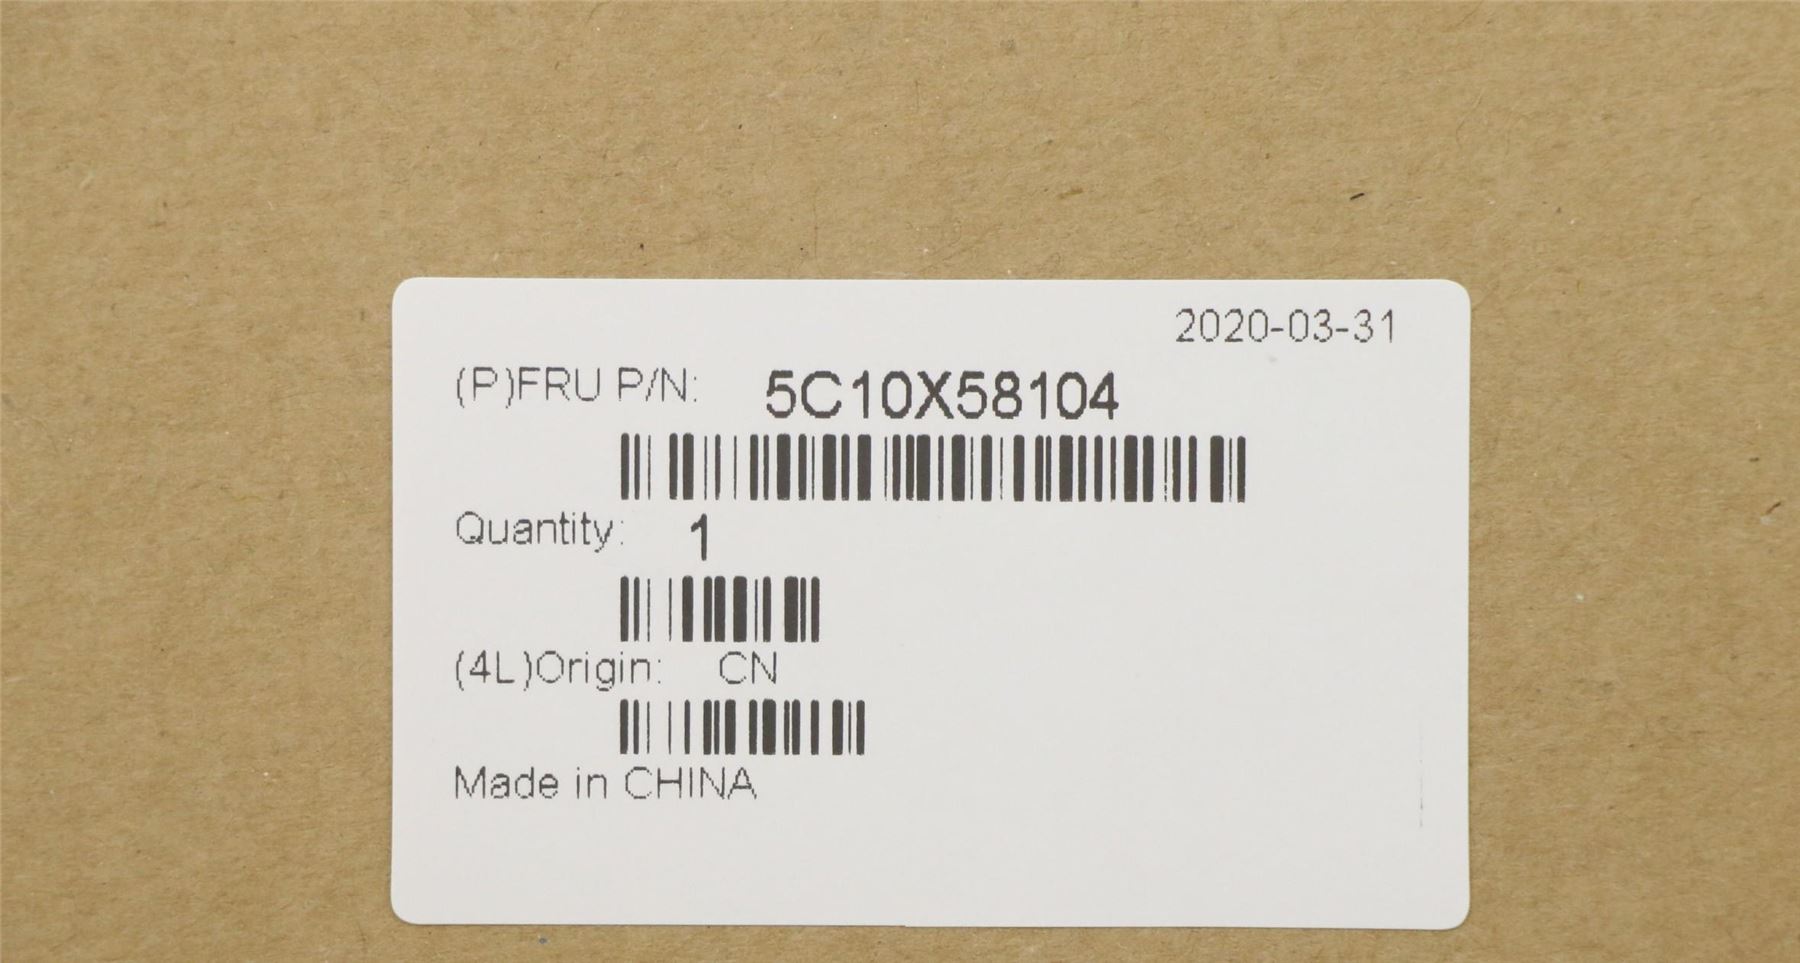 2020-03-31
(P)FRU P/N: 5C10X58104
Quantity: 1
(4L)Origin: CN
Made in CHINA